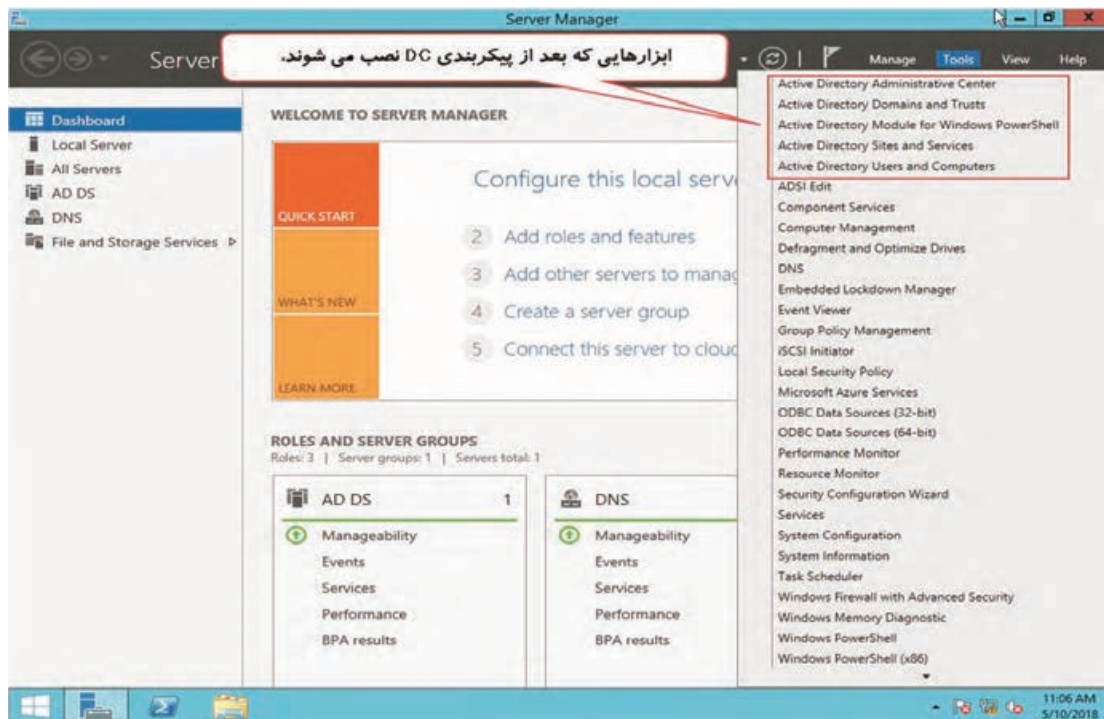 Server Manager
Server
ابزارهایی که بعد از پیکربندی DC نصب می شوند.
Manage Tools View Help
Dashboard
Local Server
All Servers
AD DS
DNS
File and Storage Services
WELCOME TO SERVER MANAGER
QUICK START
WHAT'S NEW
LEARN MORE
Configure this local serve
2 Add roles and features
3 Add other servers to manag
4 Create a server group
5 Connect this server to cloud
ROLES AND SERVER GROUPS
Roles: 3 | Server groups: 1 | Servers total: 1
AD DS 1
Manageability
Events
Services
Performance
BPA results
DNS
Manageability
Events
Services
Performance
BPA results
Active Directory Administrative Center
Active Directory Domains and Trusts
Active Directory Module for Windows PowerShell
Active Directory Sites and Services
Active Directory Users and Computers
ADSI Edit
Component Services
Computer Management
Defragment and Optimize Drives
DNS
Embedded Lockdown Manager
Event Viewer
Group Policy Management
iSCSI Initiator
Local Security Policy
Microsoft Azure Services
ODBC Data Sources (32-bit)
ODBC Data Sources (64-bit)
Performance Monitor
Resource Monitor
Security Configuration Wizard
Services
System Configuration
System Information
Task Scheduler
Windows Firewall with Advanced Security
Windows Memory Diagnostic
Windows PowerShell
Windows PowerShell (x86)
11:06 AM
5/10/2018